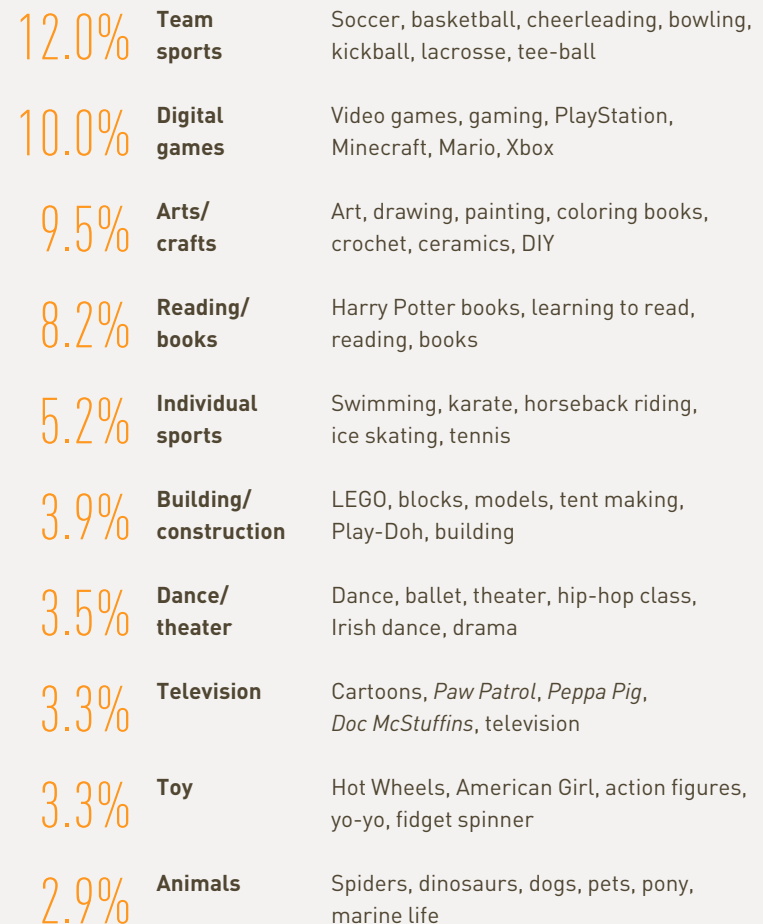 12.0% Team sports Soccer, basketball, cheerleading, bowling,
kickball, lacrosse, tee-ball
10.0% Digital games Video games, gaming, PlayStation,
Minecraft, Mario, Xbox
9.5% Arts/ crafts Art, drawing, painting, coloring books,
crochet, ceramics, DIY
8.2% Reading/ books Harry Potter books, learning to read,
reading, books
5.2% Individual sports Swimming, karate, horseback riding,
ice skating, tennis
3.9% Building/ construction LEGO, blocks, models, tent making,
Play-Doh, building
3.5% Dance/ theater Dance, ballet, theater, hip-hop class,
Irish dance, drama
3.3% Television Cartoons, Paw Patrol, Peppa Pig,
Doc McStuffins, television
3.3% Toy Hot Wheels, American Girl, action figures,
yo-yo, fidget spinner
2.9% Animals Spiders, dinosaurs, dogs, pets, pony,
marine life